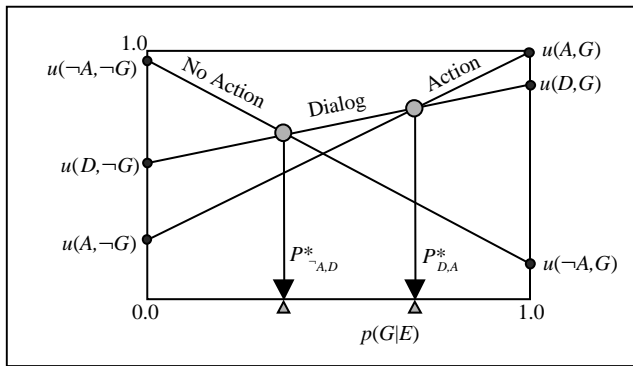 1.0
u(¬A,¬G)
No Action
Dialog
Action
u(A,G)
u(D,G)
u(D,¬G)
u(A,¬G)
P*¬A,D
P*D,A
u(¬A,G)
0.0
1.0
p(G|E)